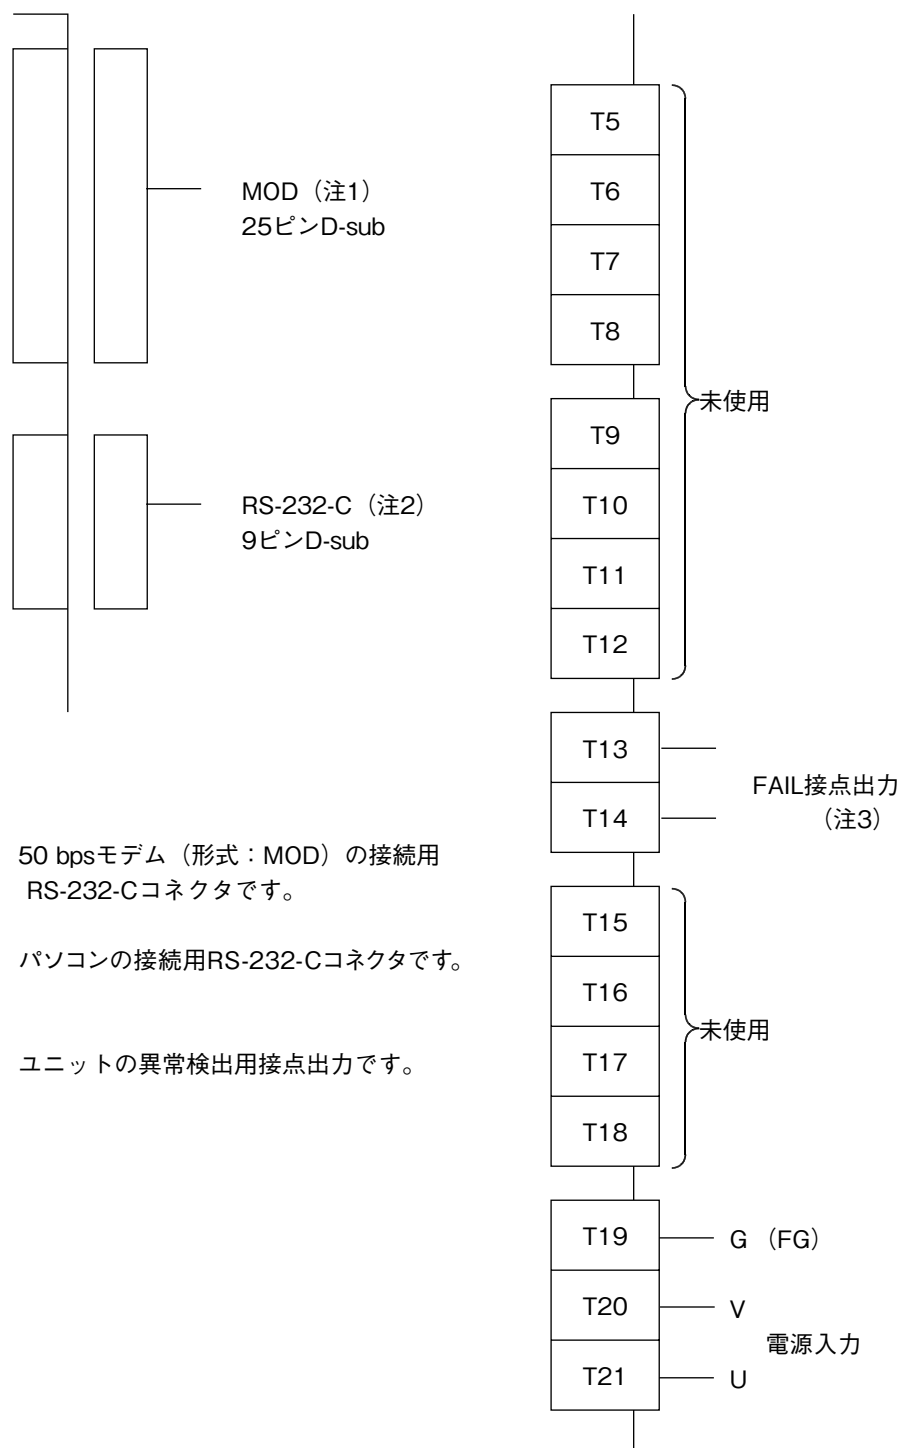 MOD（注1）
25ピンD-sub
RS-232-C（注2）
9ピンD-sub
50 bpsモデム（形式：MOD）の接続用
RS-232-Cコネクタです。
パソコンの接続用RS-232-Cコネクタです。
ユニットの異常検出用接点出力です。
T5
T6
T7
T8
T9
T10
T11
T12
未使用
T13
T14
FAIL接点出力
（注3）
T15
T16
T17
T18
未使用
T19
G （FG）
T20
V
電源入力
T21
U